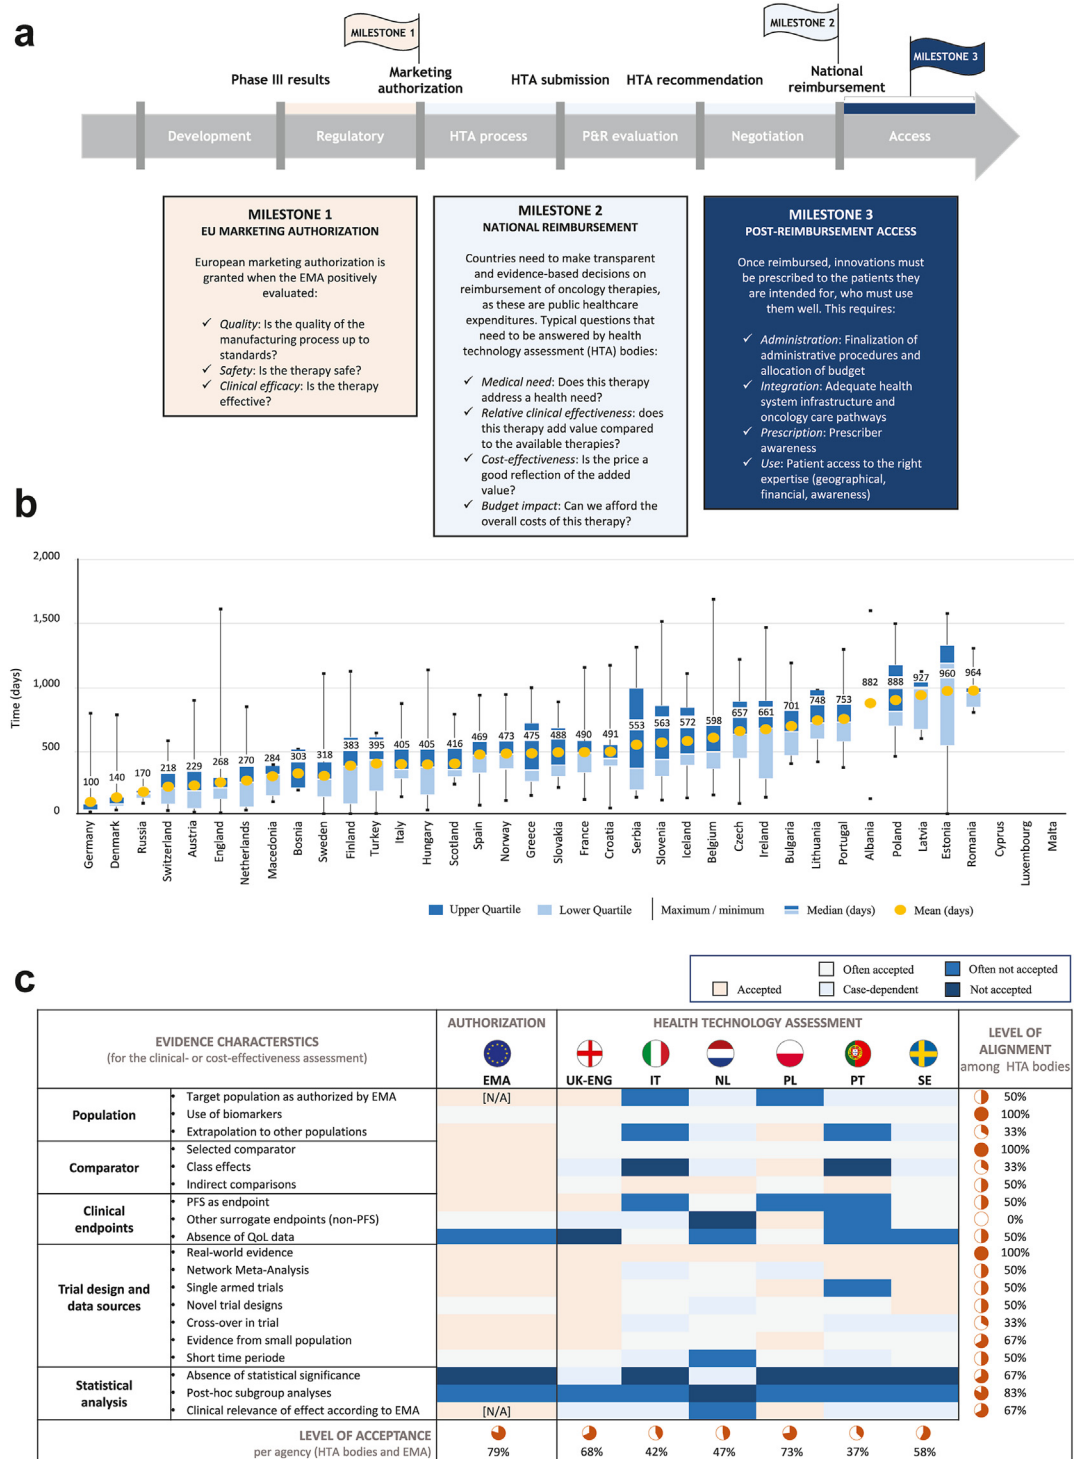 a
MILESTONE 1
MILESTONE 2
MILESTONE 3
Phase III results
Marketing
authorization
HTA submission
HTA recommendation
National
reimbursement
Development
Regulatory
HTA process
P&R evaluation
Negotiation
Access
MILESTONE 1
EU MARKETING AUTHORIZATION
European marketing authorization is
granted when the EMA positively
evaluated:
✓ Quality: Is the quality of the
manufacturing process up to
standards?
✓ Safety: Is the therapy safe?
✓ Clinical efficacy: Is the therapy
effective?
MILESTONE 2
NATIONAL REIMBURSEMENT
Countries need to make transparent
and evidence-based decisions on
reimbursement of oncology therapies,
as these are public healthcare
expenditures. Typical questions that
need to be answered by health
technology assessment (HTA) bodies:
✓ Medical need: Does this therapy
address a health need?
✓ Relative clinical effectiveness: does
this therapy add value compared
to the available therapies?
✓ Cost-effectiveness: Is the price a
good reflection of the added
value?
✓ Budget impact: Can we afford the
overall costs of this therapy?
MILESTONE 3
POST-REIMBURSEMENT ACCESS
Once reimbursed, innovations must
be prescribed to the patients they
are intended for, who must use
them well. This requires:
✓ Administration: Finalization of
administrative procedures and
allocation of budget
✓ Integration: Adequate health
system infrastructure and
oncology care pathways
✓ Prescription: Prescriber
awareness
✓ Use: Patient access to the right
expertise (geographical,
financial, awareness)
b
Time (days)
2,000
1,500
1,000
500
0
100 140 170 218 229 268 270 284 303 318 383 395 405 405 416 469 473 475 488 490 491 553 563 572 598 657 661 701 748 753 882 888 927 960 964
Germany
Denmark
Russia
Switzerland
Austria
England
Netherlands
Macedonia
Bosnia
Sweden
Finland
Turkey
Italy
Hungary
Scotland
Spain
Norway
Greece
Slovakia
France
Croatia
Serbia
Slovenia
Iceland
Belgium
Czech
Ireland
Bulgaria
Lithuania
Portugal
Albania
Poland
Latvia
Estonia
Romania
Cyprus
Luxembourg
Malta
Upper Quartile
Lower Quartile
Maximum / minimum
Median (days)
Mean (days)
c
Often accepted
Often not accepted
Accepted
Case-dependent
Not accepted
EVIDENCE CHARACTERSTICS
(for the clinical- or cost-effectiveness assessment)
AUTHORIZATION
HEALTH TECHNOLOGY ASSESSMENT
LEVEL OF
ALIGNMENT
among HTA bodies
EMA UK-ENG IT NL PL PT SE
Population
• Target population as authorized by EMA [N/A] 50%
• Use of biomarkers 100%
• Extrapolation to other populations 33%
Comparator
• Selected comparator 100%
• Class effects 33%
• Indirect comparisons 50%
Clinical
endpoints
• PFS as endpoint 50%
• Other surrogate endpoints (non-PFS) 0%
• Absence of QoL data 50%
Trial design and
data sources
• Real-world evidence 100%
• Network Meta-Analysis 50%
• Single armed trials 50%
• Novel trial designs 50%
• Cross-over in trial 33%
• Evidence from small population 67%
• Short time periode 50%
Statistical
analysis
• Absence of statistical significance 67%
• Post-hoc subgroup analyses 83%
• Clinical relevance of effect according to EMA [N/A] 67%
LEVEL OF ACCEPTANCE
per agency (HTA bodies and EMA)
79% 68% 42% 47% 73% 37% 58%